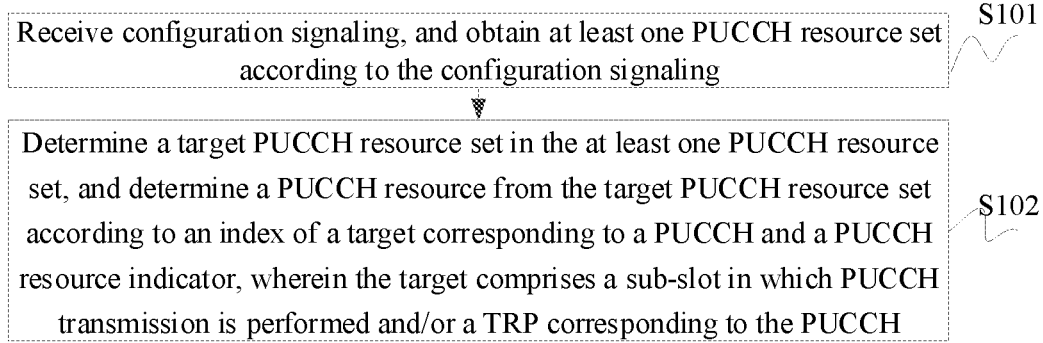 S101
Receive configuration signaling, and obtain at least one PUCCH resource set
according to the configuration signaling
Determine a target PUCCH resource set in the at least one PUCCH resource
set, and determine a PUCCH resource from the target PUCCH resource set
according to an index of a target corresponding to a PUCCH and a PUCCH
resource indicator, wherein the target comprises a sub-slot in which PUCCH
transmission is performed and/or a TRP corresponding to the PUCCH
S102